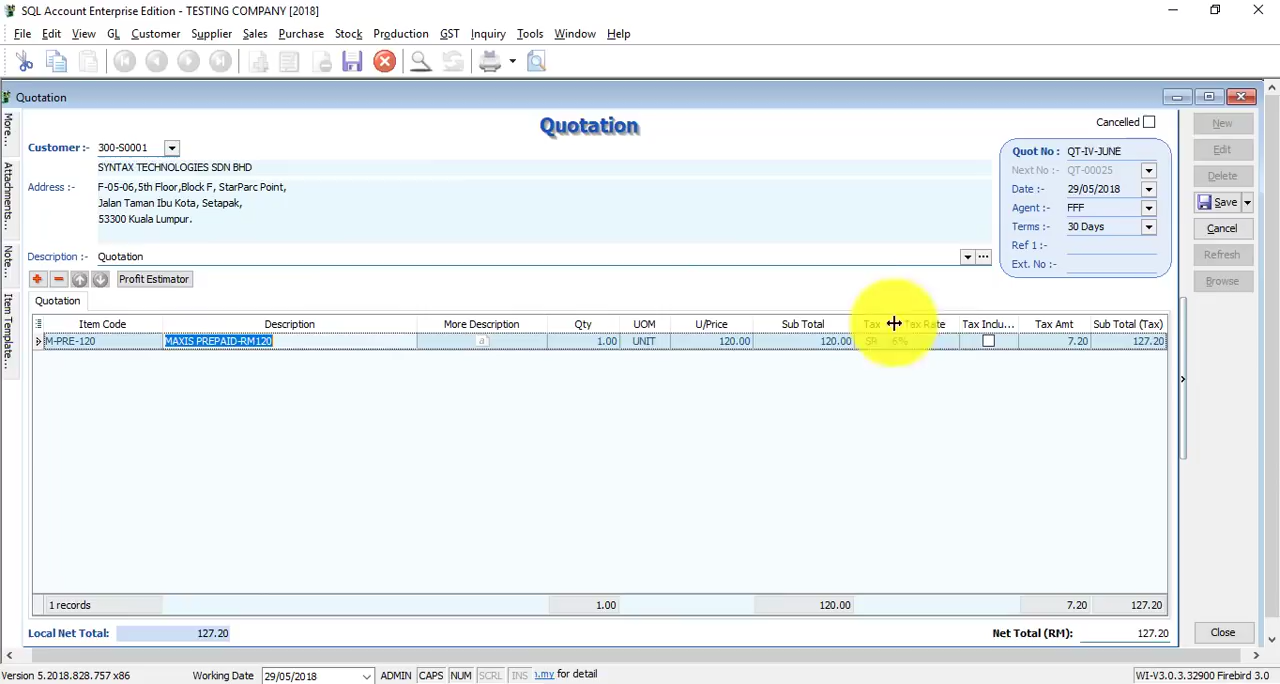 SQL Account Enterprise Edition - TESTING COMPANY [2018]
File Edit View GL Customer Supplier Sales Purchase Stock Production GST Inquiry Tools Window Help
Quotation
More...
Attachments...
Note...
Item Template...
Quotation
Cancelled
Customer :- 300-S0001
SYNTAX TECHNOLOGIES SDN BHD
Address :- F-05-06,5th Floor,Block F, StarParc Point,
Jalan Taman Ibu Kota, Setapak,
53300 Kuala Lumpur.
Quot No : QT-IV-JUNE
Next No :- QT-00025
Date :- 29/05/2018
Agent :- FFF
Terms :- 30 Days
Ref 1 :-
Ext. No :-
New
Edit
Delete
Save
Cancel
Refresh
Browse
Description :- Quotation
Profit Estimator
Quotation
Item Code Description More Description Qty UOM U/Price Sub Total Tax Tax Rate Tax Inclu... Tax Amt Sub Total (Tax)
M-PRE-120 MAXIS PREPAID-RM120 1.00 UNIT 120.00 120.00 SR 6% 7.20 127.20
1 records 1.00 120.00 7.20 127.20
Local Net Total: 127.20 Net Total (RM): 127.20
Close
Version 5.2018.828.757 x86 Working Date 29/05/2018 ADMIN CAPS NUM SCRL INS .my for detail WI-V3.0.3.32900 Firebird 3.0